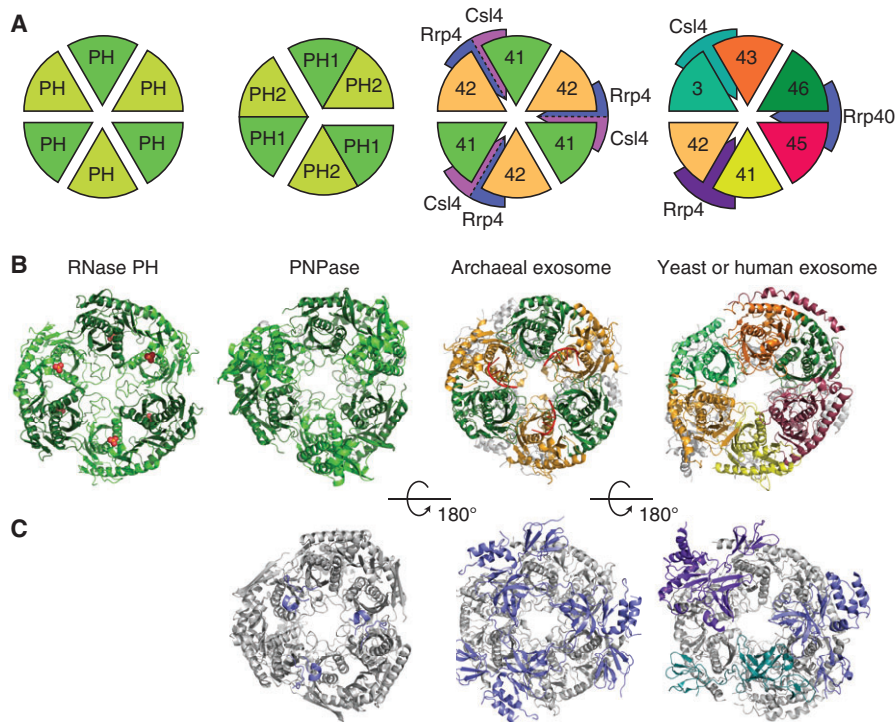 A
PH
PH
PH
PH
PH
PH
PH1
PH2
PH2
PH1
PH1
PH2
Rrp4
Csl4
41
42
42
Rrp4
Csl4
41
41
42
Csl4
Rrp4
Csl4
43
3
46
Rrp40
42
45
41
Rrp4
B
RNase PH
PNPase
Archaeal exosome
Yeast or human exosome
180°
180°
C